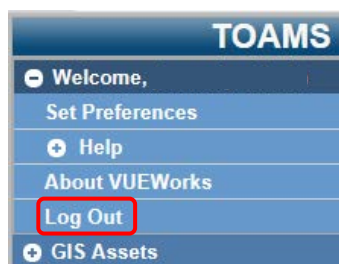 TOAMS
Welcome,
Set Preferences
Help
About VUEWorks
Log Out
GIS Assets